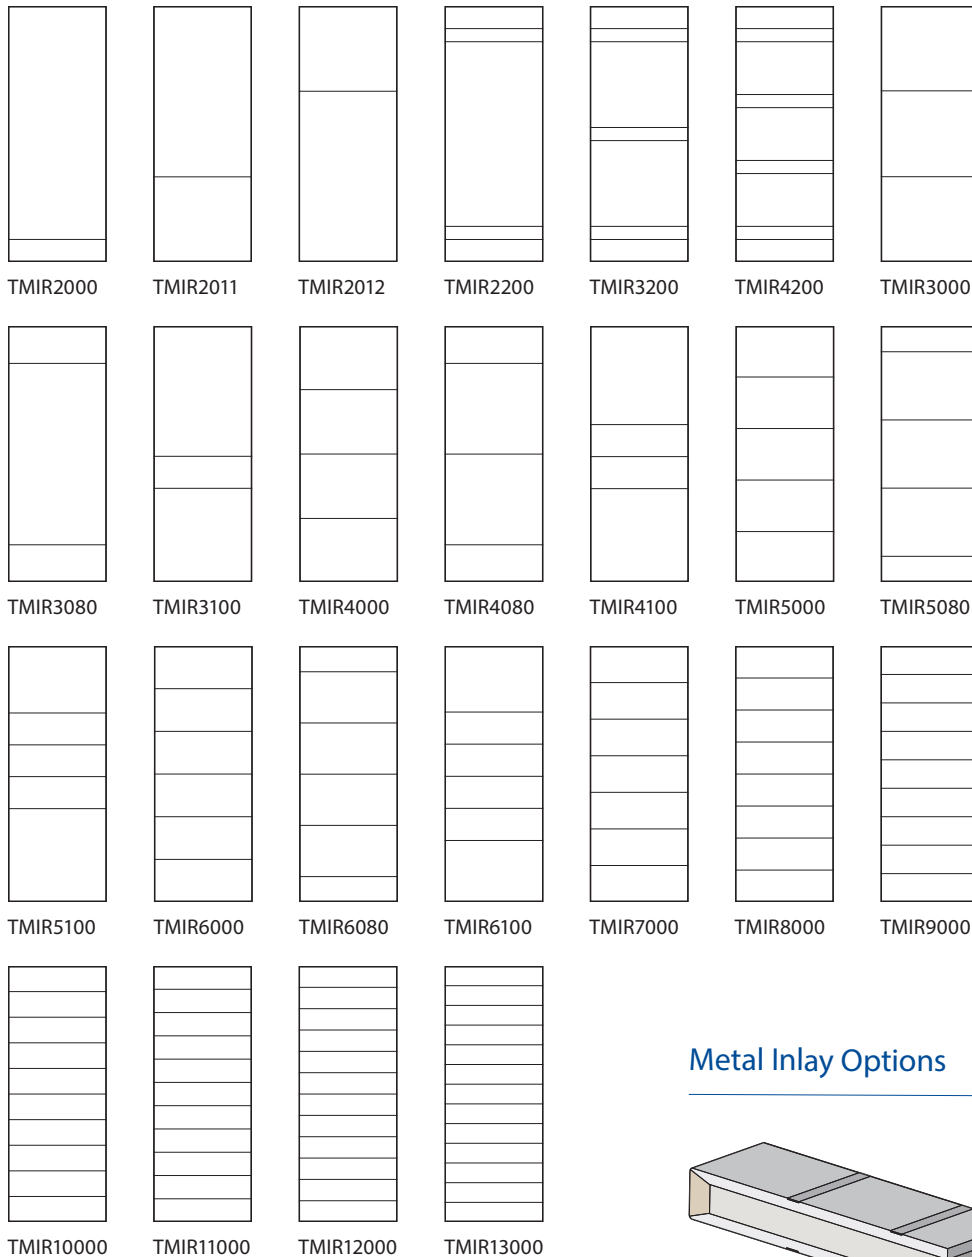 TMIR2000 TMIR2011 TMIR2012 TMIR2200 TMIR3200 TMIR4200 TMIR3000
TMIR3080 TMIR3100 TMIR4000 TMIR4080 TMIR4100 TMIR5000 TMIR5080
TMIR5100 TMIR6000 TMIR6080 TMIR6100 TMIR7000 TMIR8000 TMIR9000
Metal Inlay Options
TMIR10000 TMIR11000 TMIR12000 TMIR13000